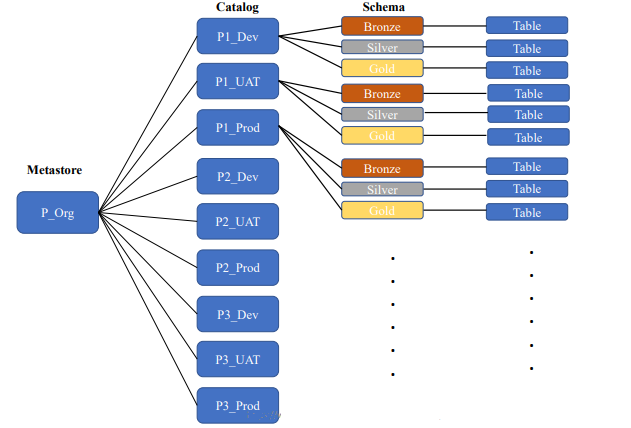 Catalog
Schema
Metastore
P_Org
P1_Dev
P1_UAT
P1_Prod
P2_Dev
P2_UAT
P2_Prod
P3_Dev
P3_UAT
P3_Prod
Bronze
Table
Silver
Table
Gold
Table
Bronze
Table
Silver
Table
Gold
Table
Bronze
Table
Silver
Table
Gold
Table